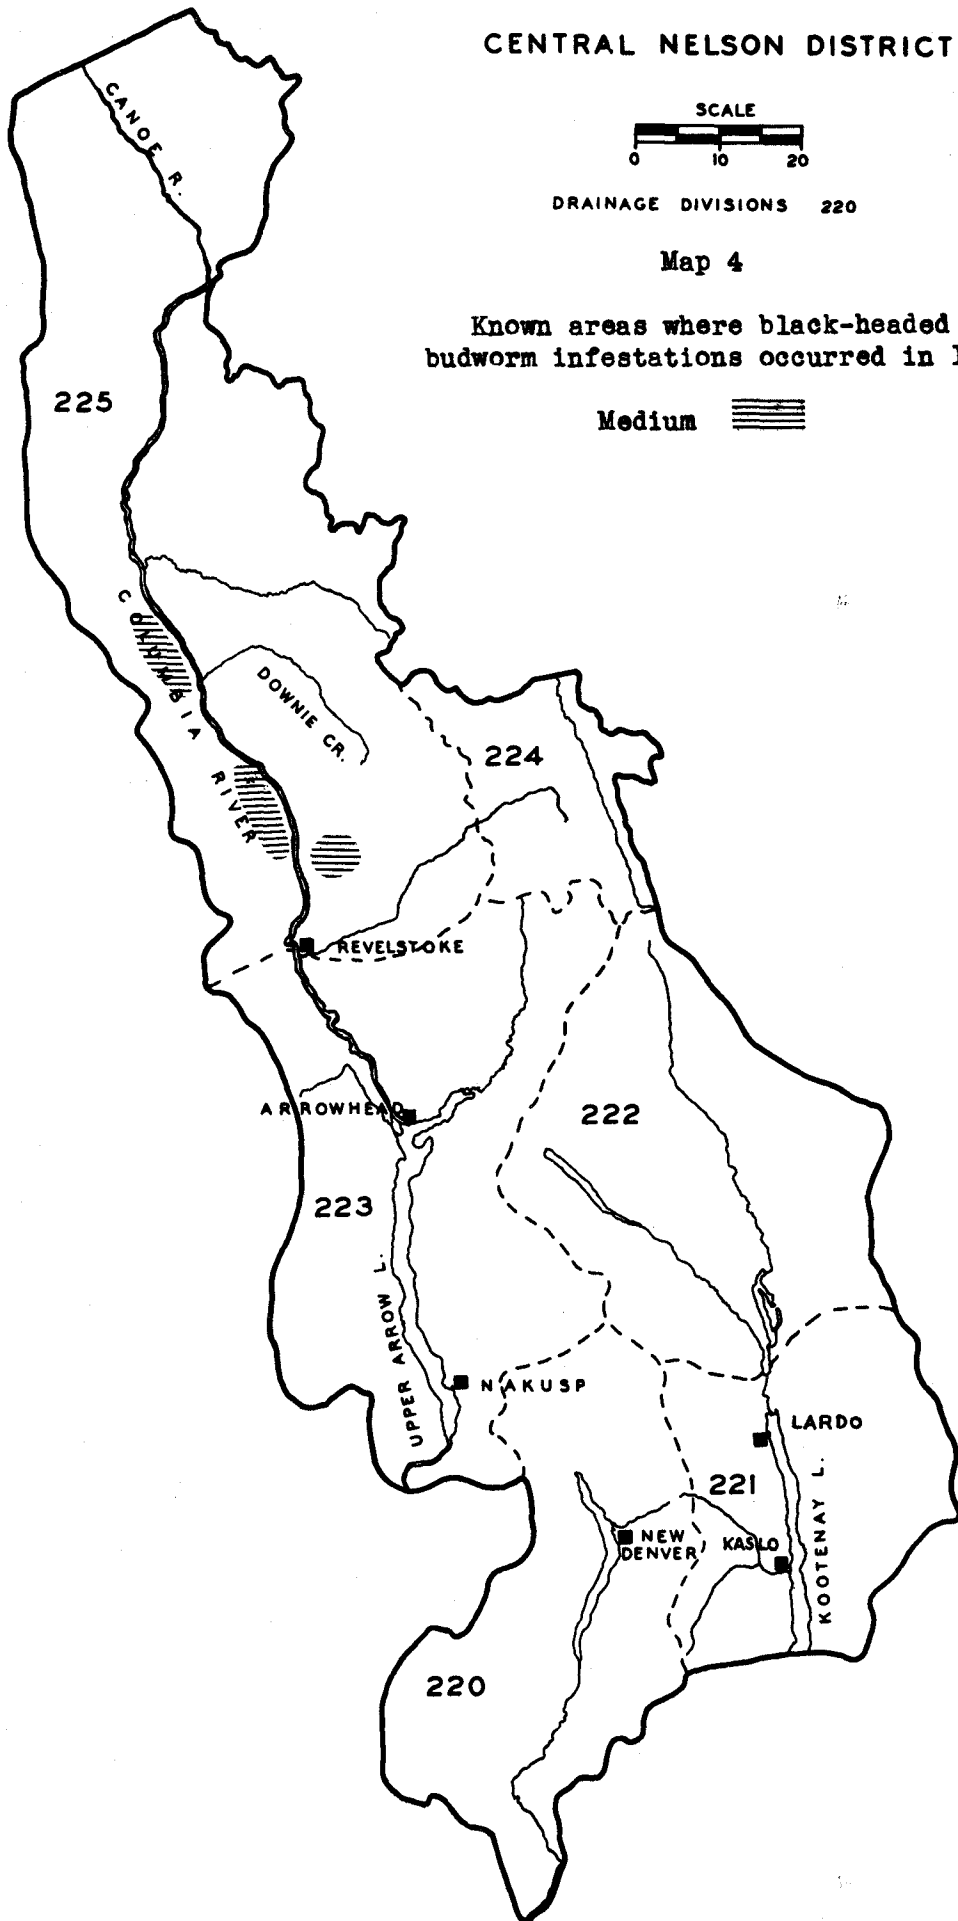 CENTRAL NELSON DISTRICT
SCALE
0 10 20
DRAINAGE DIVISIONS 220
Map 4
Known areas where black-headed
budworm infestations occurred in
Medium
CANOE R.
225
COLUMBIA RIVER
DOWNIE CR.
224
REVELSTOKE
ARROWHEAD
222
223
UPPER ARROW L.
NAKUSP
LARDO
221
KOOTENAY L.
NEW
DENVER
KASLO
220